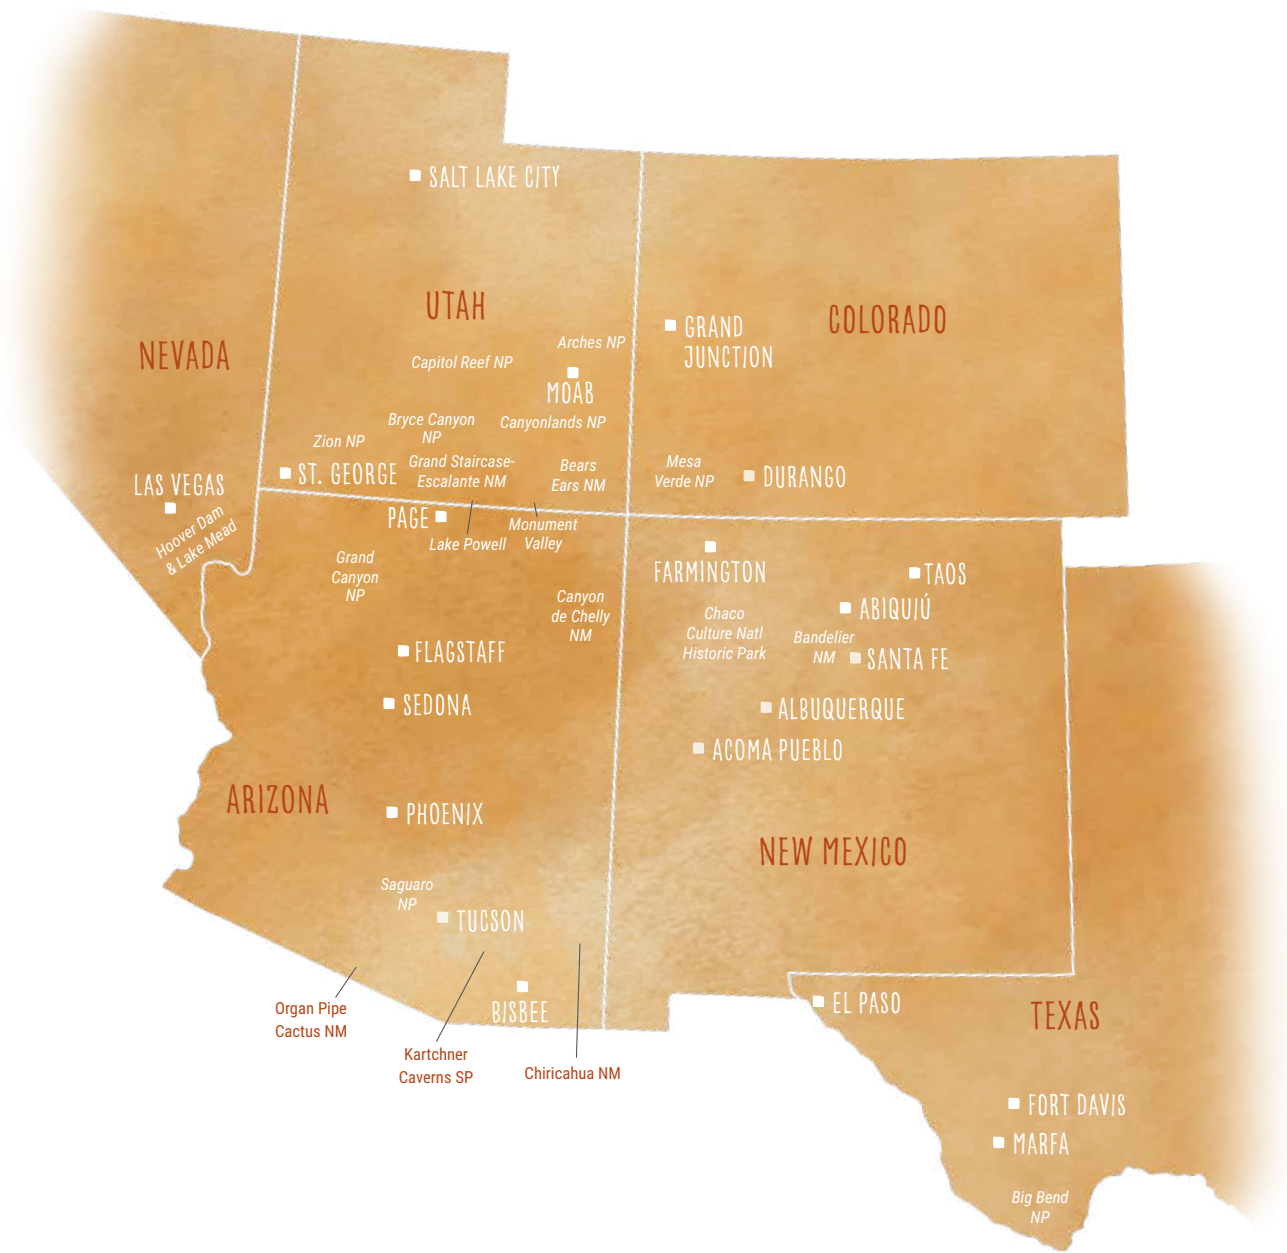 SALT LAKE CITY
UTAH
COLORADO
GRAND
JUNCTION
NEVADA
Arches NP
Capitol Reef NP
MOAB
Bryce Canyon
NP
Canyonlands NP
Zion NP
ST. GEORGE
Grand Staircase-
Escalante NM
Bears
Ears NM
Mesa
Verde NP
DURANGO
LAS VEGAS
Hoover Dam
& Lake Mead
PAGE
Lake Powell
Monument
Valley
Grand
Canyon
NP
Canyon
de Chelly
NM
FARMINGTON
TAOS
ABIQUIÚ
Chaco
Culture Natl
Historic Park
Bandelier
NM
SANTA FE
FLAGSTAFF
SEDONA
ALBUQUERQUE
ACOMA PUEBLO
ARIZONA
PHOENIX
NEW MEXICO
Saguaro
NP
TUCSON
BISBEE
EL PASO
TEXAS
Organ Pipe
Cactus NM
Kartchner
Caverns SP
Chiricahua NM
FORT DAVIS
MARFA
Big Bend
NP